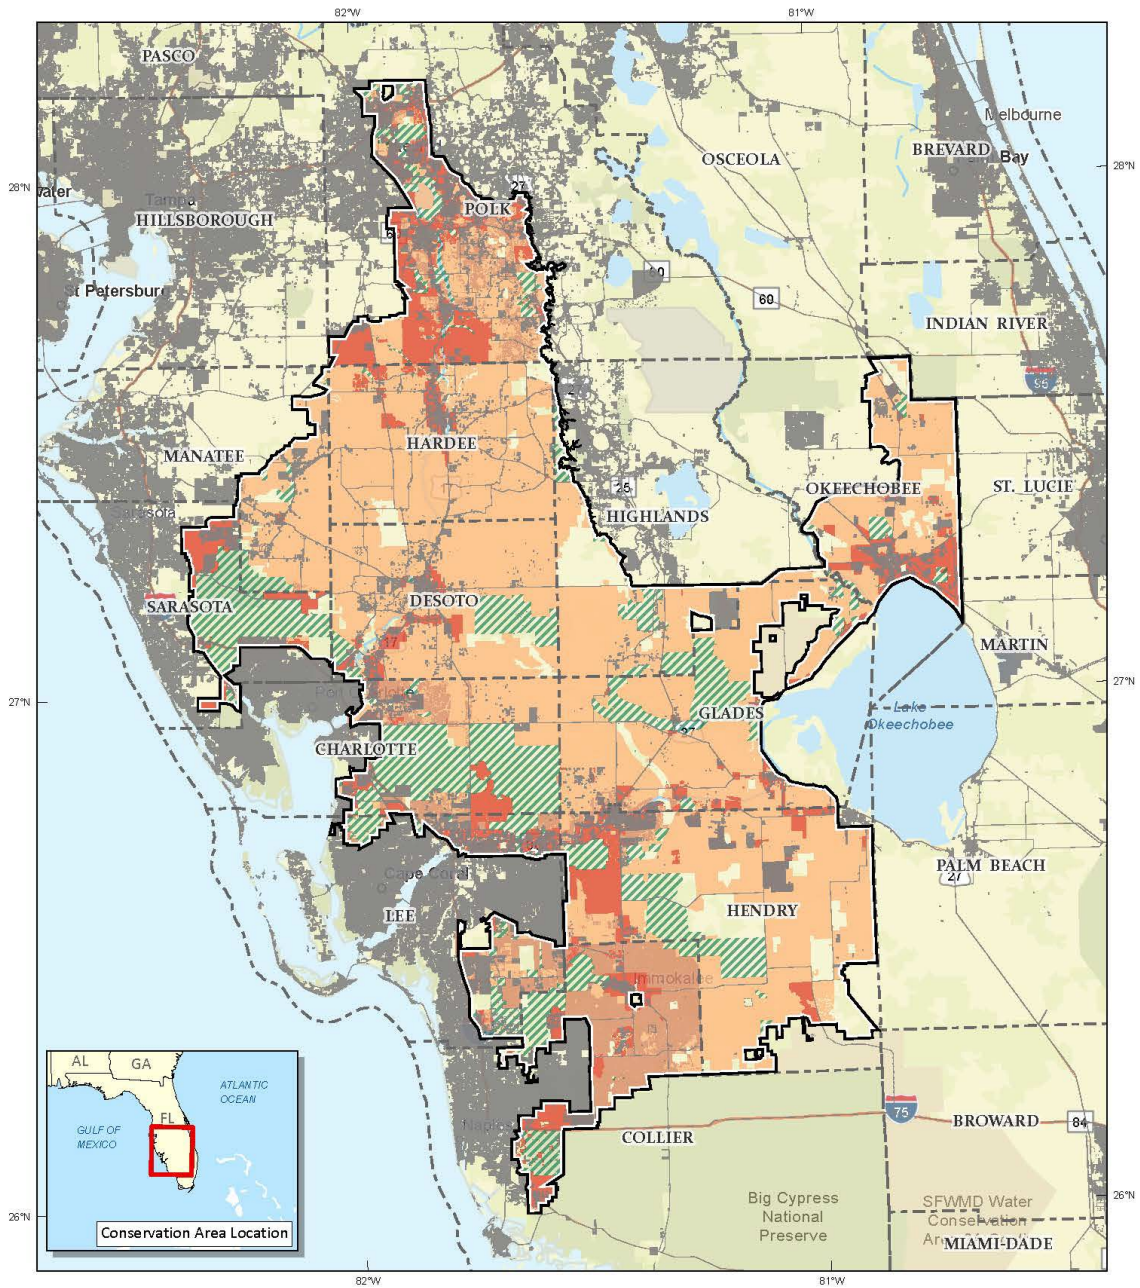 82°W
81°W
PASCO
Melbourne
OSCEOLA
BREVARD
Bay
28°N
28°N
27
Tampa
HILLSBOROUGH
POLK
60
St Petersburg
60
INDIAN RIVER
95
HARDEE
MANATEE
25
OKEECHOBEE
ST. LUCIE
Sarasota
HIGHLANDS
SARASOTA
DESOTO
17
MARTIN
27°N
27°N
Port Charlotte
GLADES
Lake
Okeechobee
27
CHARLOTTE
PALM BEACH
27
Cape Coral
LEE
HENDRY
Immokalee
AL
GA
ATLANTIC
OCEAN
FL
GULF OF
MEXICO
75
BROWARD
84
Naples
COLLIER
Big Cypress
National
Preserve
SFWMD Water
Conservation
MIAMI-DADE
26°N
26°N
Conservation Area Location
82°W
81°W